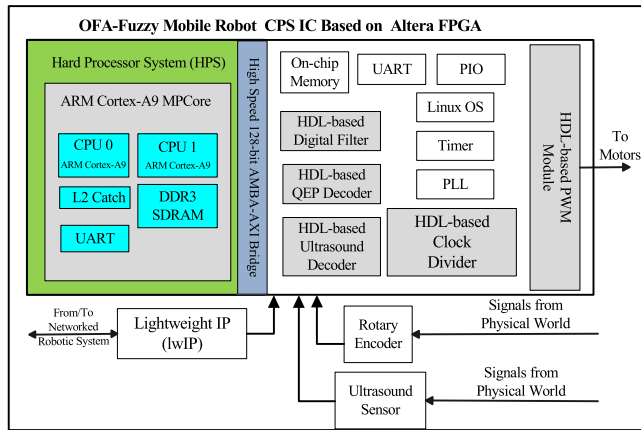 OFA-Fuzzy Mobile Robot CPS IC Based on Altera FPGA
Hard Processor System (HPS)
ARM Cortex-A9 MPCore
CPU 0
ARM Cortex-A9
CPU 1
ARM Cortex-A9
L2 Catch
DDR3
SDRAM
UART
High Speed 128-bit AMBA-AXI Bridge
On-chip
Memory
UART
PIO
Linux OS
HDL-based
Digital Filter
Timer
HDL-based
QEP Decoder
PLL
HDL-based
Ultrasound
Decoder
HDL-based
Clock
Divider
HDL-based PWM
Module
To
Motors
From/To
Networked
Robotic System
Lightweight IP
(lwIP)
Rotary
Encoder
Signals from
Physical World
Ultrasound
Sensor
Signals from
Physical World